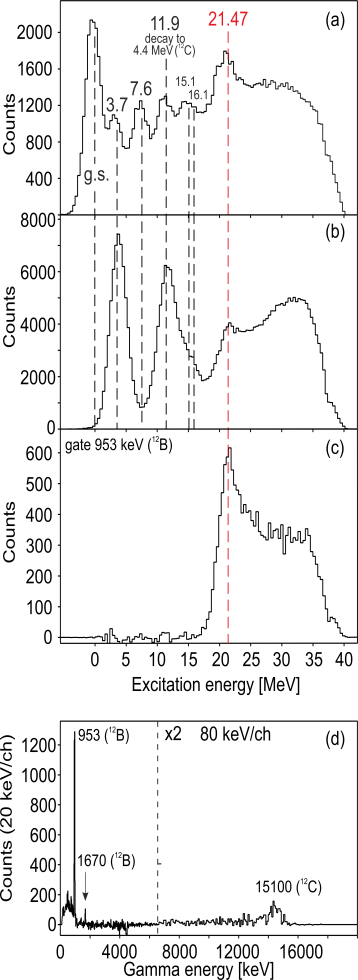 2000
1600
1200
800
400
Counts
g.s.
3.7
7.6
11.9
decay to
4.4 MeV (¹²C)
15.1
16.1
21.47
(a)
8000
6000
4000
2000
0
Counts
(b)
gate 953 keV (¹²B)
(c)
600
500
400
300
200
100
0
Counts
0 5 10 15 20 25 30 35 40
Excitation energy [MeV]
953 (¹²B)
x2 80 keV/ch
(d)
1200
1000
800
600
400
200
0
Counts (20 keV/ch)
1670 (¹²B)
15100 (¹²C)
0 4000 8000 12000 16000
Gamma energy [keV]